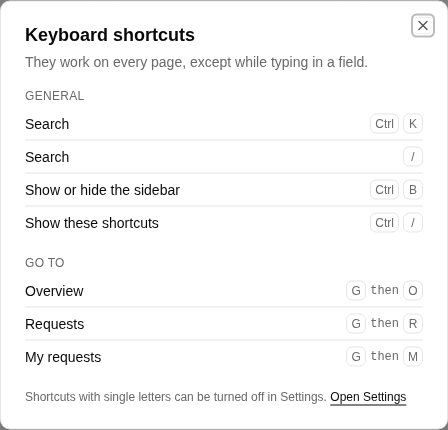 Keyboard shortcuts
They work on every page, except while typing in a field.
GENERAL
Search Ctrl K
Search /
Show or hide the sidebar Ctrl B
Show these shortcuts Ctrl /
GO TO
Overview G then O
Requests G then R
My requests G then M
Shortcuts with single letters can be turned off in Settings. Open Settings